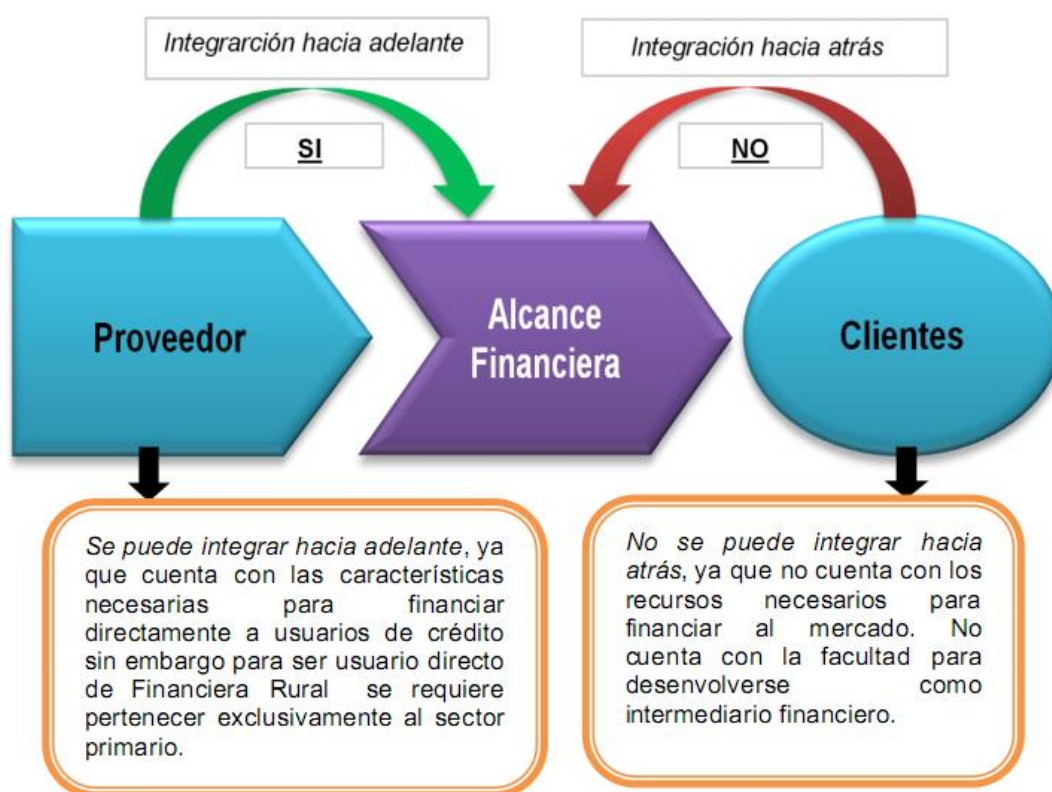 Integrarción hacia adelante
Integración hacia atrás
SI
NO
Proveedor
Alcance
Financiera
Clientes
Se puede integrar hacia adelante, ya
que cuenta con las características
necesarias para financiar
directamente a usuarios de crédito
sin embargo para ser usuario directo
de Financiera Rural se requiere
pertenecer exclusivamente al sector
primario.
No se puede integrar hacia
atrás, ya que no cuenta con los
recursos necesarios para
financiar al mercado. No
cuenta con la facultad para
desenvolverse como
intermediario financiero.